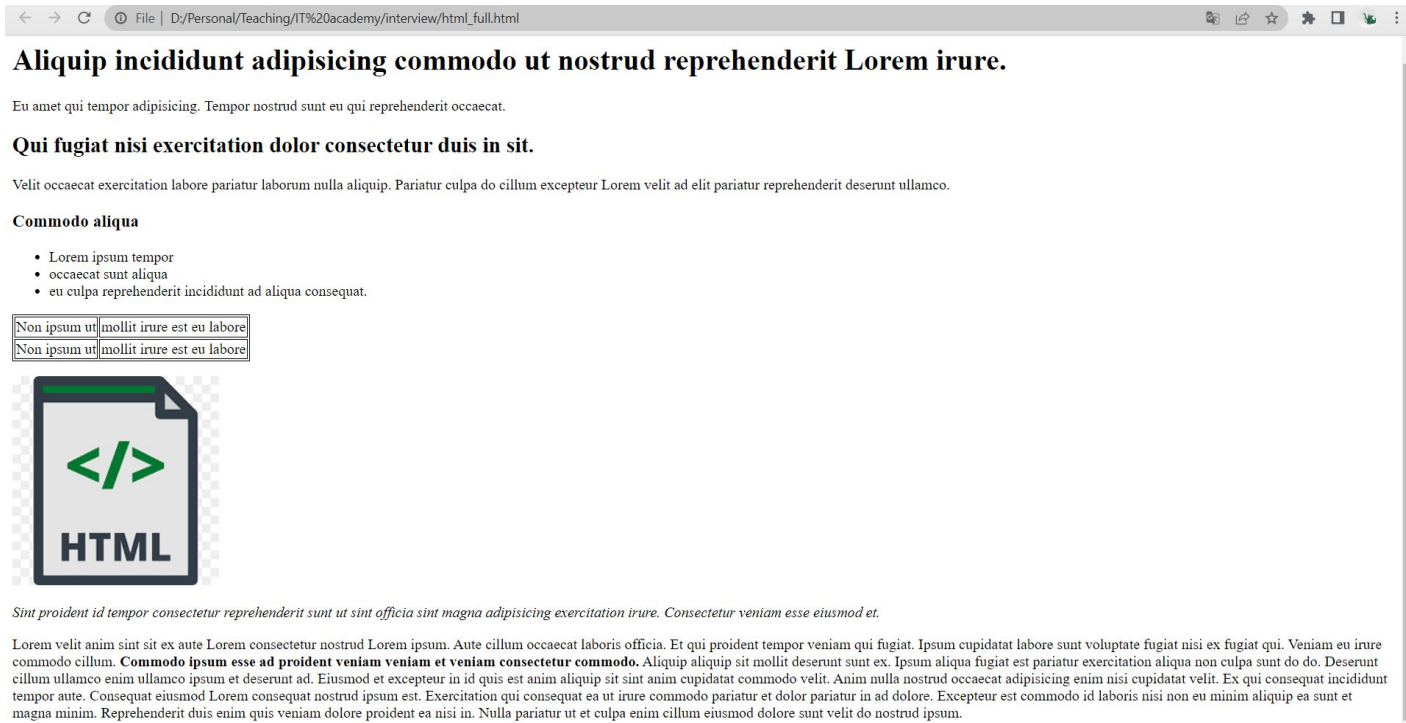 File | D:/Personal/Teaching/IT%20academy/interview/html_full.html
Aliquip incididunt adipisicing commodo ut nostrud reprehenderit Lorem irure.
Eu amet qui tempor adipisicing. Tempor nostrud sunt eu qui reprehenderit occaecat.
Qui fugiat nisi exercitation dolor consectetur duis in sit.
Velit occaecat exercitation labore pariatur laborum nulla aliquip. Pariatur culpa do cillum excepteur Lorem velit ad elit pariatur reprehenderit deserunt ullamco.
Commodo aliqua
• Lorem ipsum tempor
• occaecat sunt aliqua
• eu culpa reprehenderit incididunt ad aliqua consequat.
Non ipsum ut mollit irure est eu labore
Non ipsum ut mollit irure est eu labore
</>
HTML
Sint proident id tempor consectetur reprehenderit sunt ut sint officia sint magna adipisicing exercitation irure. Consectetur veniam esse eiusmod et.
Lorem velit anim sint sit ex aute Lorem consectetur nostrud Lorem ipsum. Aute cillum occaecat laboris officia. Et qui proident tempor veniam qui fugiat. Ipsum cupidatat labore sunt voluptate fugiat nisi ex fugiat qui. Veniam eu irure
commodo cillum. Commodo ipsum esse ad proident veniam veniam et veniam consectetur commodo. Aliquip aliquip sit mollit deserunt sunt ex. Ipsum aliqua fugiat est pariatur exercitation aliqua non culpa sunt do do. Deserunt
cillum ullamco enim ullamco ipsum et deserunt ad. Eiusmod et excepteur in id quis est anim aliquip sit sint anim cupidatat commodo velit. Anim nulla nostrud occaecat adipisicing enim nisi cupidatat velit. Ex qui consequat incididunt
tempor aute. Consequat eiusmod Lorem consequat nostrud ipsum est. Exercitation qui consequat ea ut irure commodo pariatur et dolor pariatur in ad dolore. Excepteur est commodo id laboris nisi non eu minim aliquip ea sunt et
magna minim. Reprehenderit duis enim quis veniam dolore proident ea nisi in. Nulla pariatur ut et culpa enim cillum eiusmod dolore sunt velit do nostrud ipsum.